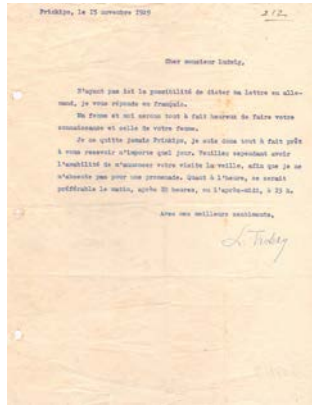 Prinkipo, le 15 novembre 1929
212
Cher monsieur Ludwig,
N'ayant pas ici la possibilité de dicter ma lettre en alle-
mand, je vous réponds en français.
Ma femme et moi serons tout à fait heureux de faire votre
connaissance et celle de votre femme.
Je ne quitte jamais Prinkipo, je suis donc tout à fait prêt
à vous recevoir n'importe quel jour. Veuillez cependant avoir
l'amabilité de m'annoncer votre visite la veille, afin que je ne
m'absente pas pour une promenade. Quant à l'heure, ce serait
préférable le matin, après 10 heures, ou l'après-midi, à 15 h.
Avec mes meilleurs sentiments,
L. Trotsky